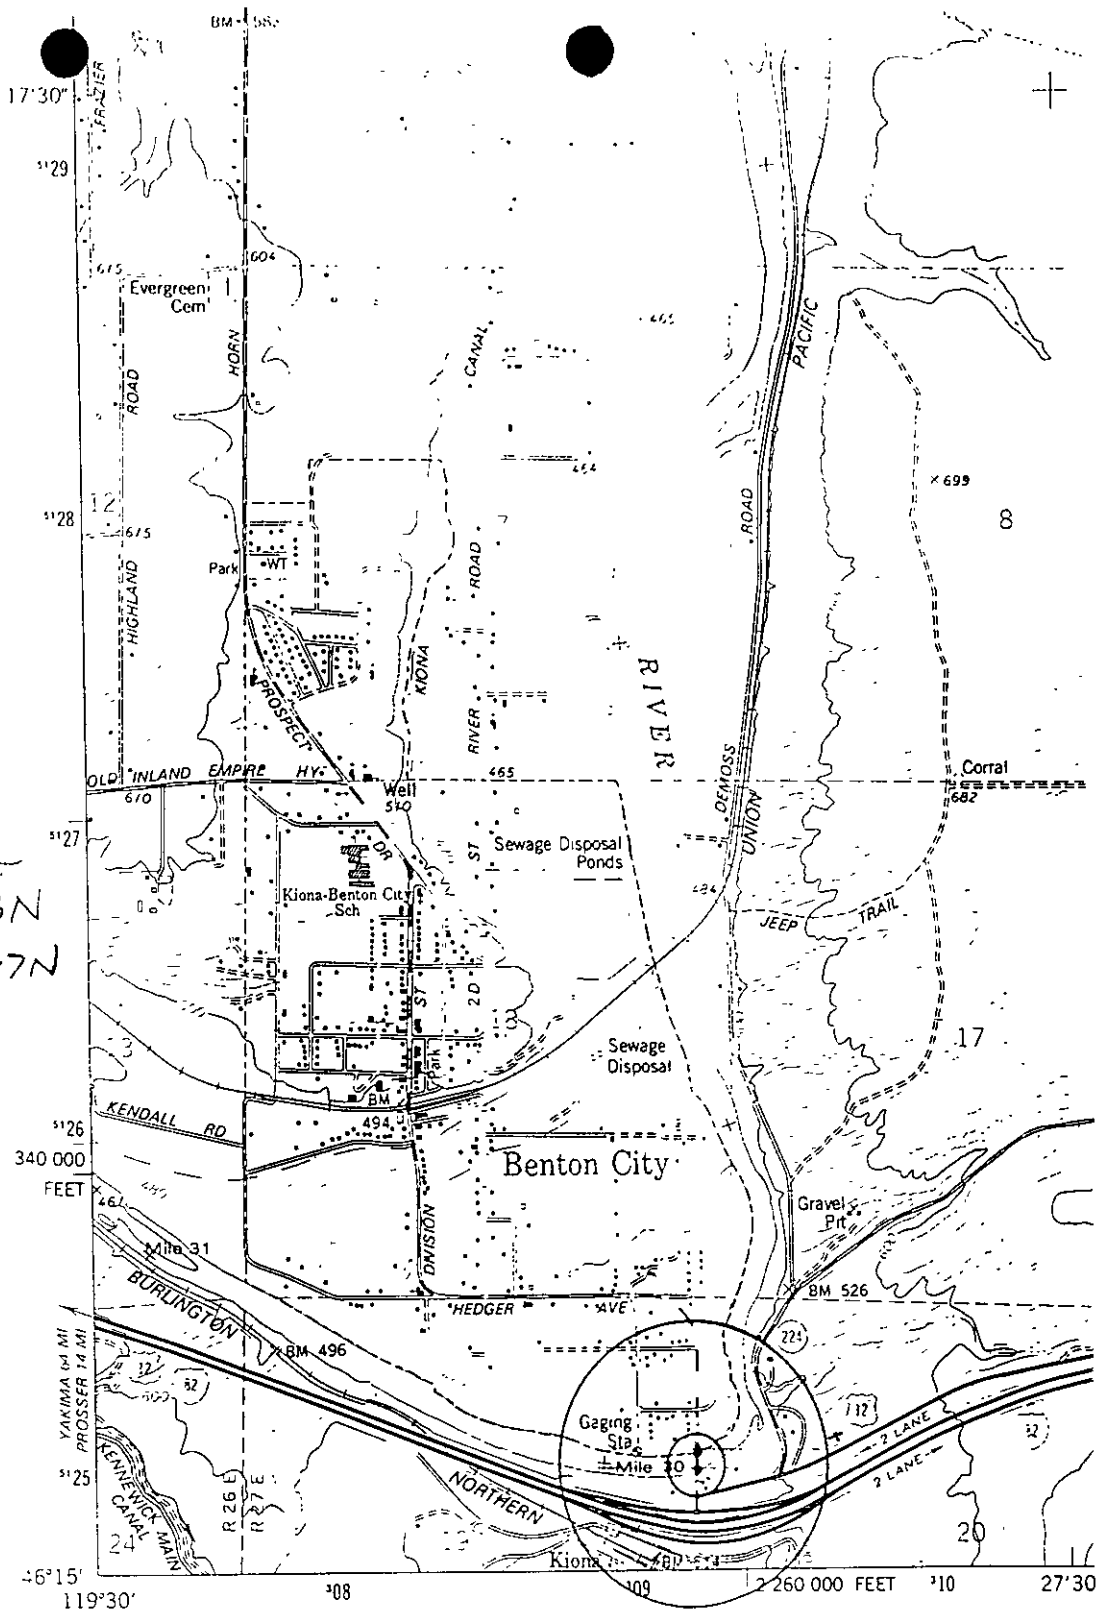 BM 562
17'30"
FRAZIER
5129
604
615
Evergreen
Cem
HORN
ROAD
CANAL
465
PACIFIC
464
×699
12
5128
615
8
Park
WT
ROAD
ROAD
HIGHLAND
KIONA
PROSPECT
RIVER
RIVER
DEMOSS
UNION
OLD INLAND EMPIRE HY
465
Corral
670
Well
510
682
5127
DR
ST
Sewage Disposal
Ponds
Kiona-Benton City
Sch
484
JEEP TRAIL
ST
2D
17
Sewage
Disposal
Park
BM
494
KENDALL RD
5126
340 000
FEET
Benton City
Gravel
Pit
461
Mile 31
DIVISION
BURLINGTON
BM 526
HEDGER AVE
224
BM 496
YAKIMA 64 MI
PROSSER 14 MI
82
Gaging
Sta
Mile 30
2 LANE
2 LANE
82
5125
KENNEWICK MAIN
CANAL
R 26 E
R 27 E
NORTHERN
24
20
Kiona
46°15'
119°30'
308
309
2 260 000 FEET
310
27'30